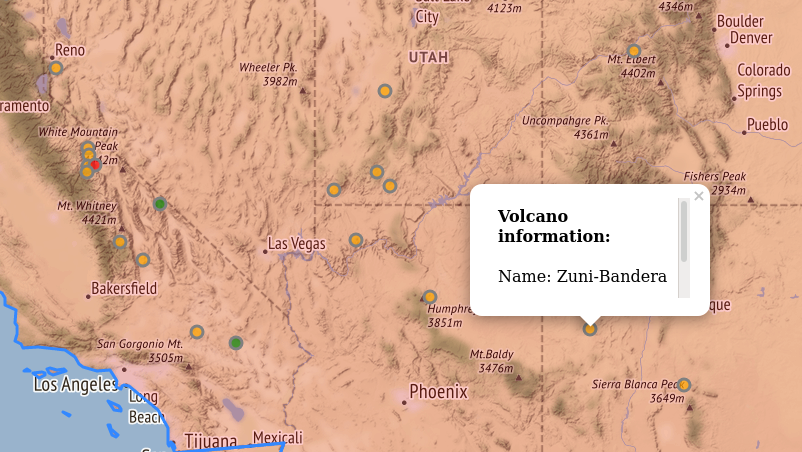 City
4123m
4346m
Boulder
Denver
Reno
UTAH
Wheeler Pk.
3982m
Mt. Elbert
4402m
Colorado
Springs
ramento
Uncompahgre Pk.
4361m
Pueblo
White Mountain
Peak
Fishers Peak
2934m
Mt. Whitney
4421m
×
Volcano
information:
Name: Zuni-Bandera
Las Vegas
Bakersfield
Humphre
3851m
que
San Gorgonio Mt.
3505m
Mt.Baldy
3476m
Los Angeles
Long
Beach
Phoenix
Sierra Blanca Peak
3649m
Tijuana
Mexicali